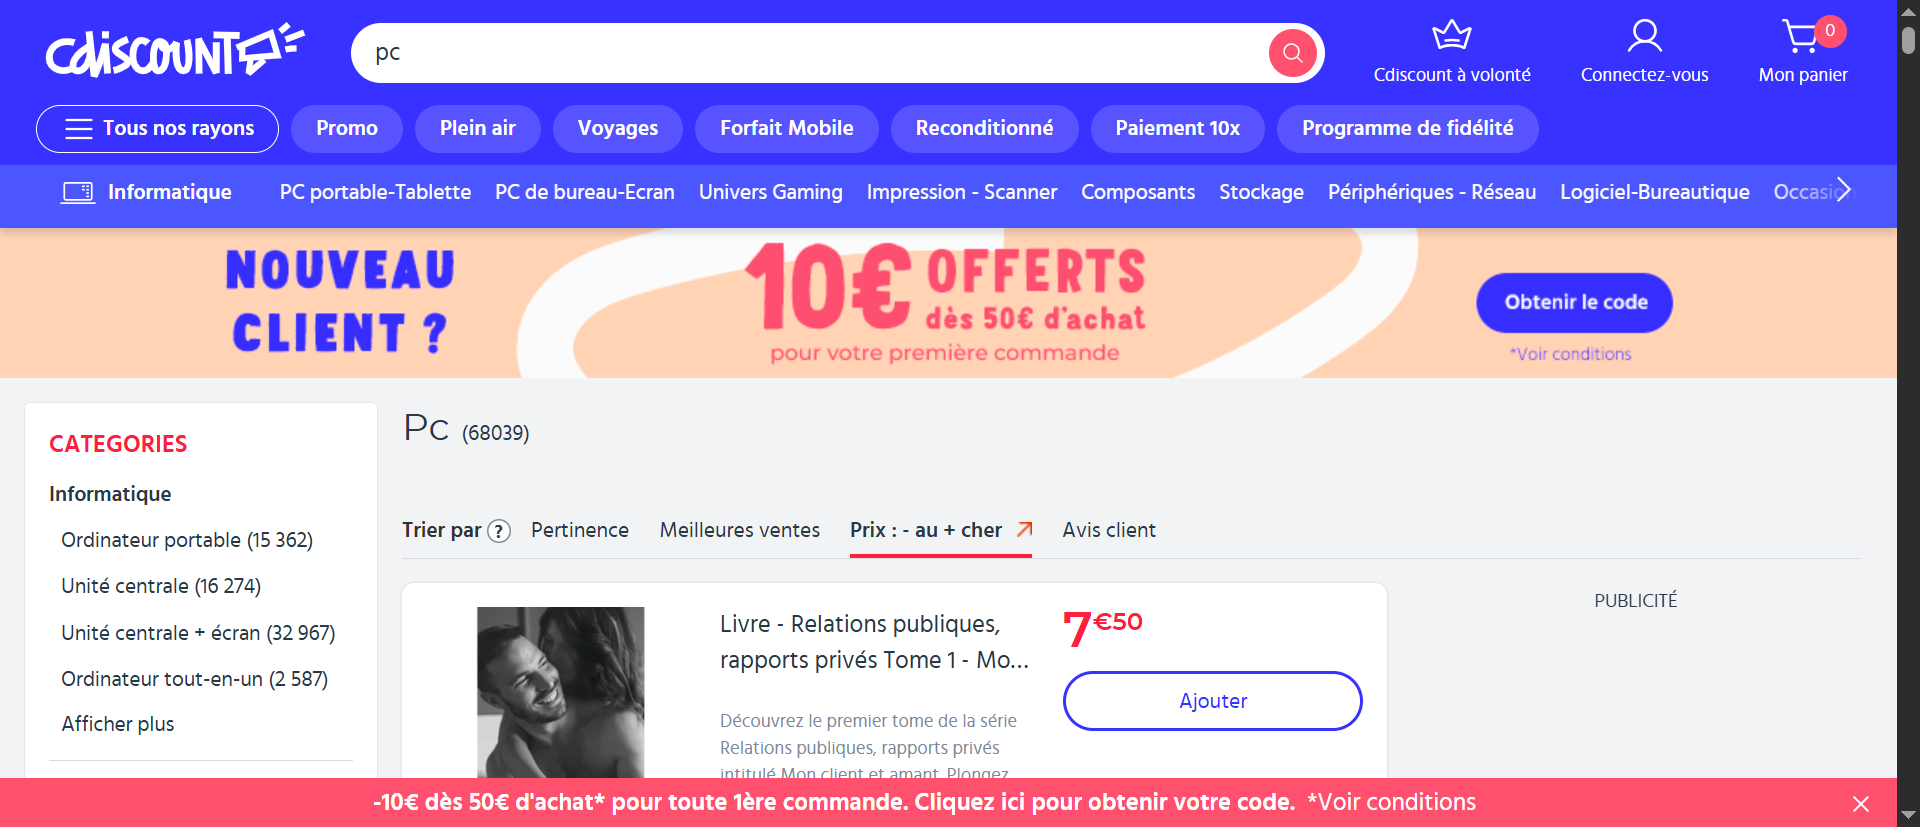 cdiscount
pc
Cdiscount à volonté
Connectez-vous
0
Mon panier
Tous nos rayons
Promo
Plein air
Voyages
Forfait Mobile
Reconditionné
Paiement 10x
Programme de fidélité
Informatique
PC portable-Tablette
PC de bureau-Ecran
Univers Gaming
Impression - Scanner
Composants
Stockage
Périphériques - Réseau
Logiciel-Bureautique
Occasion
NOUVEAU
CLIENT ?
10€ OFFERTS
dès 50€ d'achat
pour votre première commande
Obtenir le code
*Voir conditions
CATEGORIES
Informatique
Ordinateur portable (15 362)
Unité centrale (16 274)
Unité centrale + écran (32 967)
Ordinateur tout-en-un (2 587)
Afficher plus
Pc (68039)
Trier par ?
Pertinence
Meilleures ventes
Prix : - au + cher
Avis client
Livre - Relations publiques,
rapports privés Tome 1 - Mo...
Découvrez le premier tome de la série
Relations publiques, rapports privés
intitulé Mon client et amant. Plongez
7€50
Ajouter
PUBLICITÉ
-10€ dès 50€ d'achat* pour toute 1ère commande. Cliquez ici pour obtenir votre code. *Voir conditions